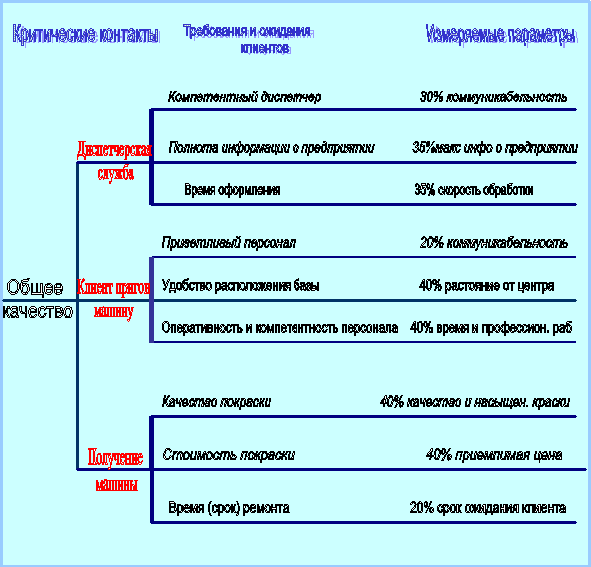 Критические контакты
Требования и ожидания
клиентов
Измеряемые параметры
Компетентный диспетчер 30% коммуникабельность
Диспетчерская
служба
Полнота информации о предприятии 35%макс инфо о предприятии
Время оформления 35% скорость обработки
Приветливый персонал 20% коммуникабельность
Общее
качество
Клиент пригов
машину
Удобство расположения базы 40% растояние от центра
Оперативность и компетентность персонала 40% время и профессион. раб
Качество покраски 40% качество и насыщен. краски
Получение
машины
Стоимость покраски 40% приемлимая цена
Время (срок) ремонта 20% срок ожидания клиента